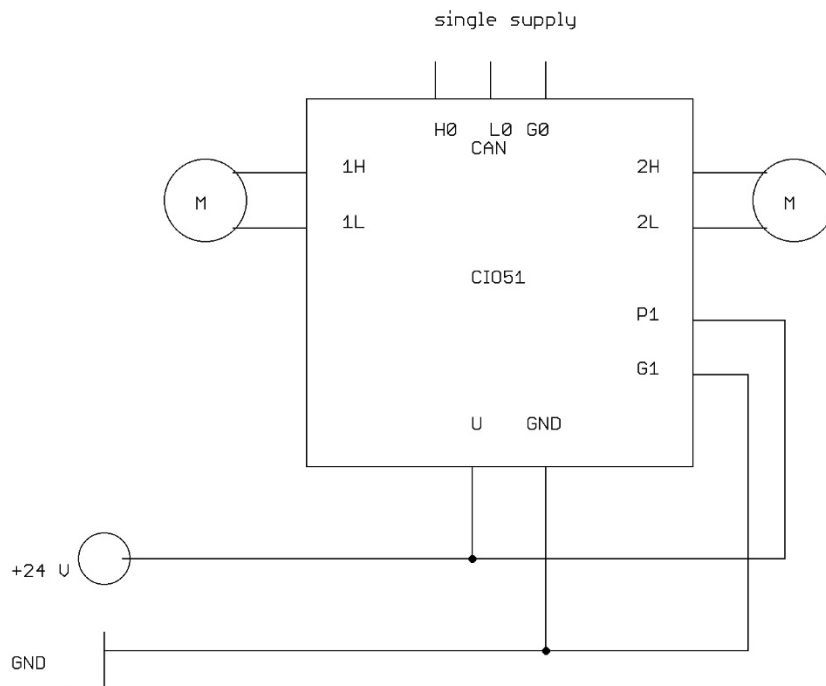 single supply
H0 L0 G0
CAN
1H 2H
M M
1L 2L
CIO51
P1
G1
U GND
+24 V
GND